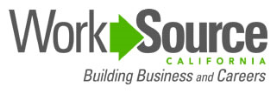 WorkSource
CALIFORNIA
Building Business and Careers